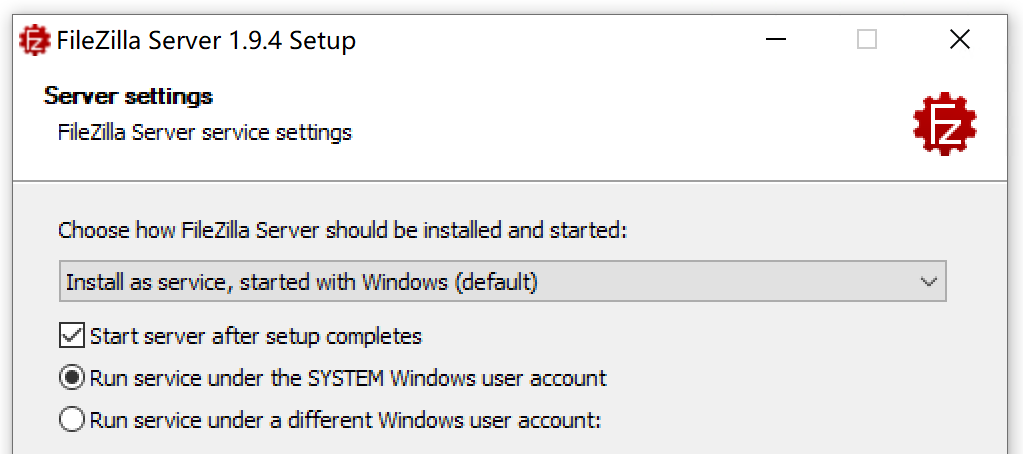 FileZilla Server 1.9.4 Setup
Server settings
FileZilla Server service settings
Fz
Choose how FileZilla Server should be installed and started:
Install as service, started with Windows (default)
Start server after setup completes
Run service under the SYSTEM Windows user account
Run service under a different Windows user account: